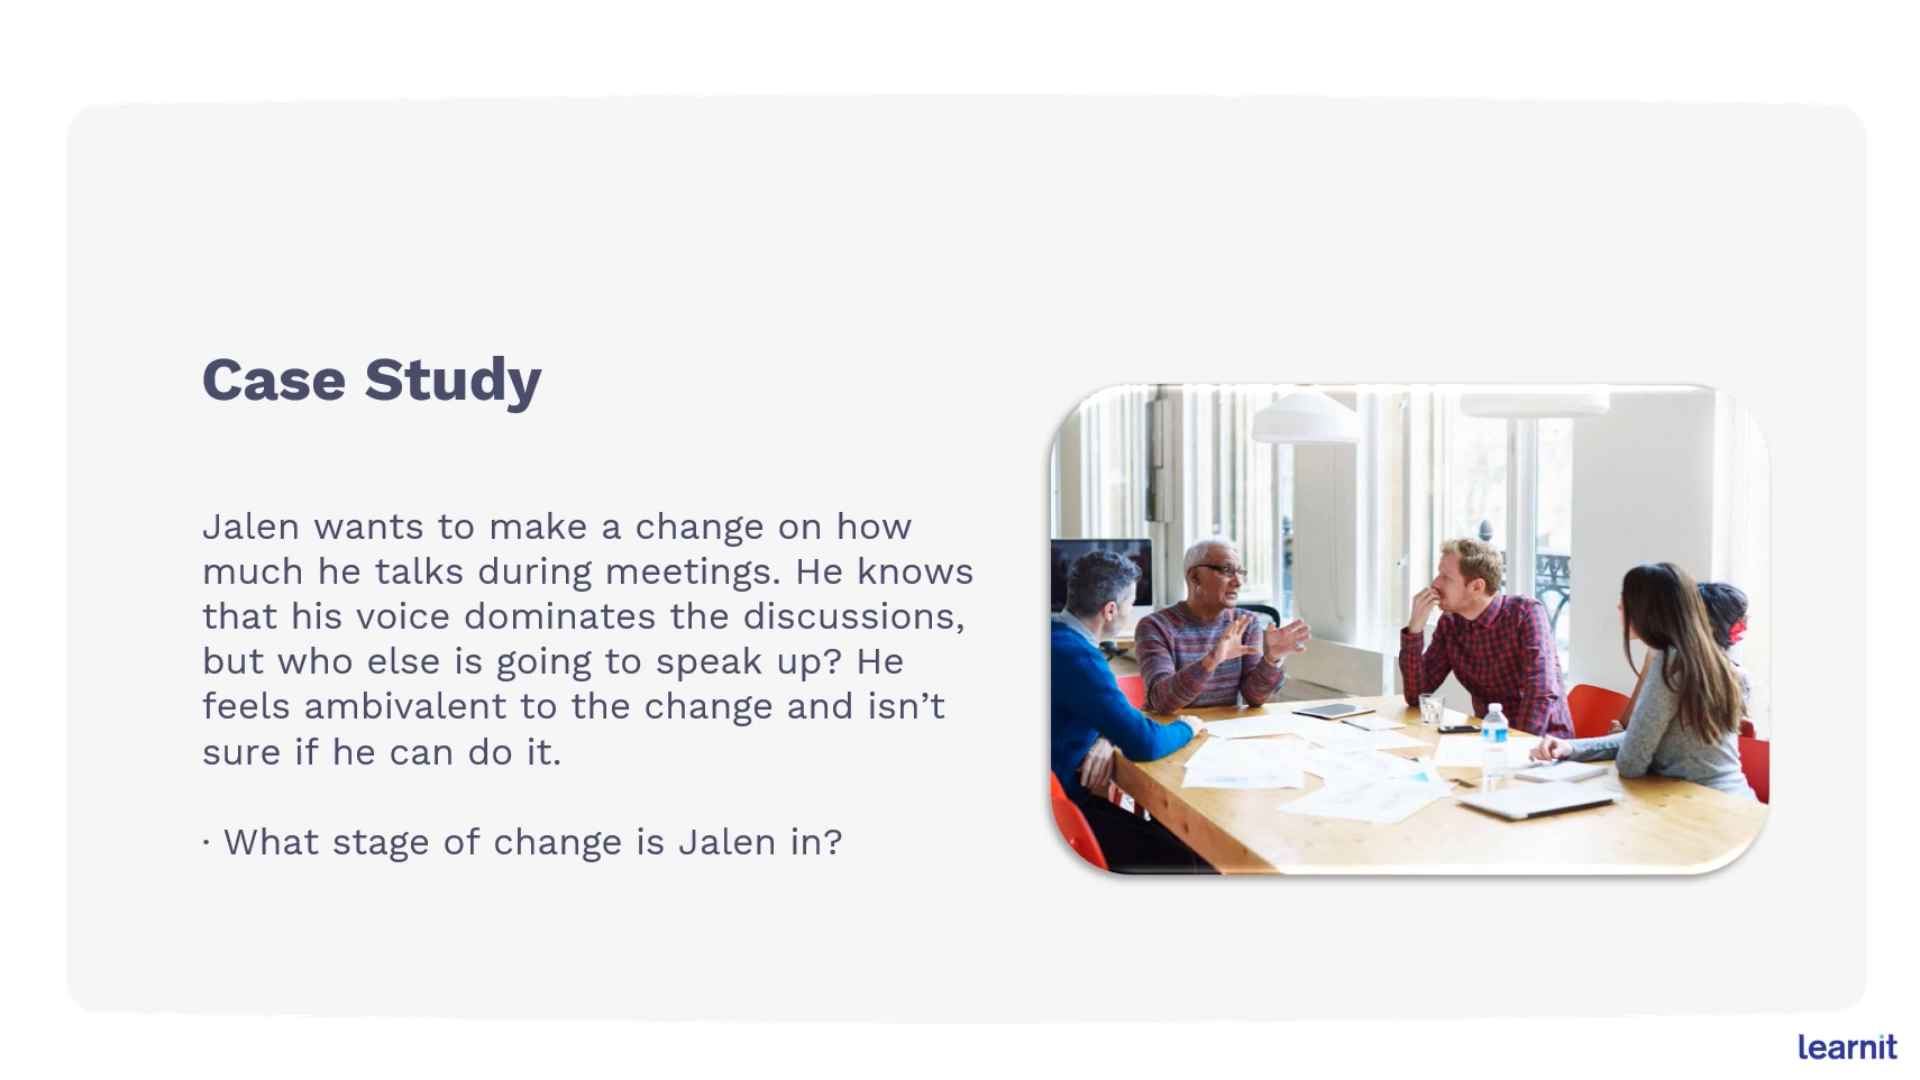 Case Study
Jalen wants to make a change on how
much he talks during meetings. He knows
that his voice dominates the discussions,
but who else is going to speak up? He
feels ambivalent to the change and isn’t
sure if he can do it.
· What stage of change is Jalen in?
learnit